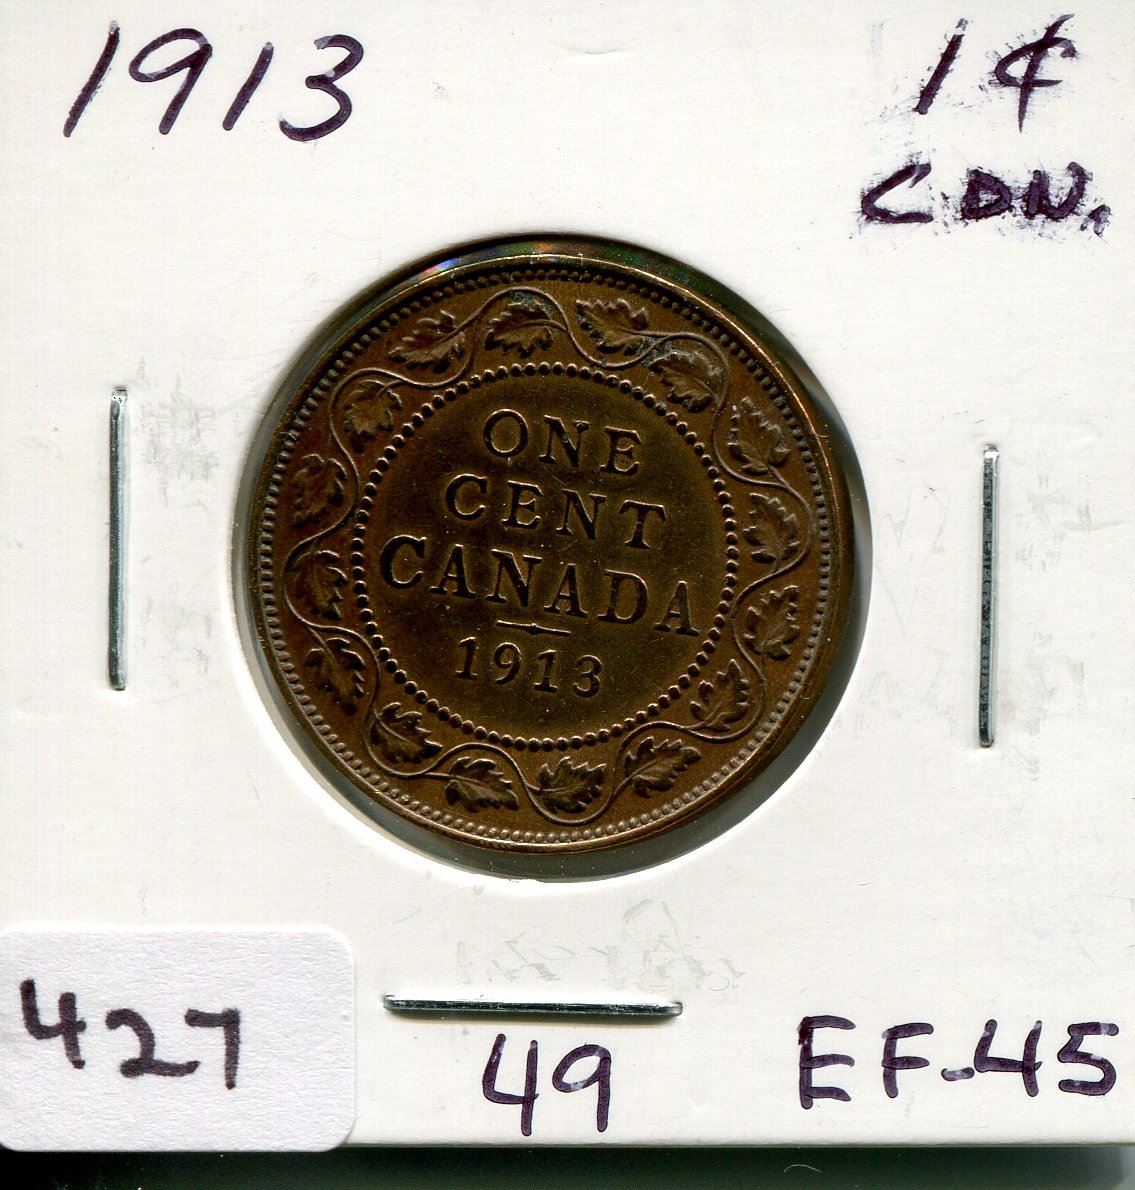 1913
1¢
CDN.
ONE
CENT
CANADA
1913
427
49
EF-45